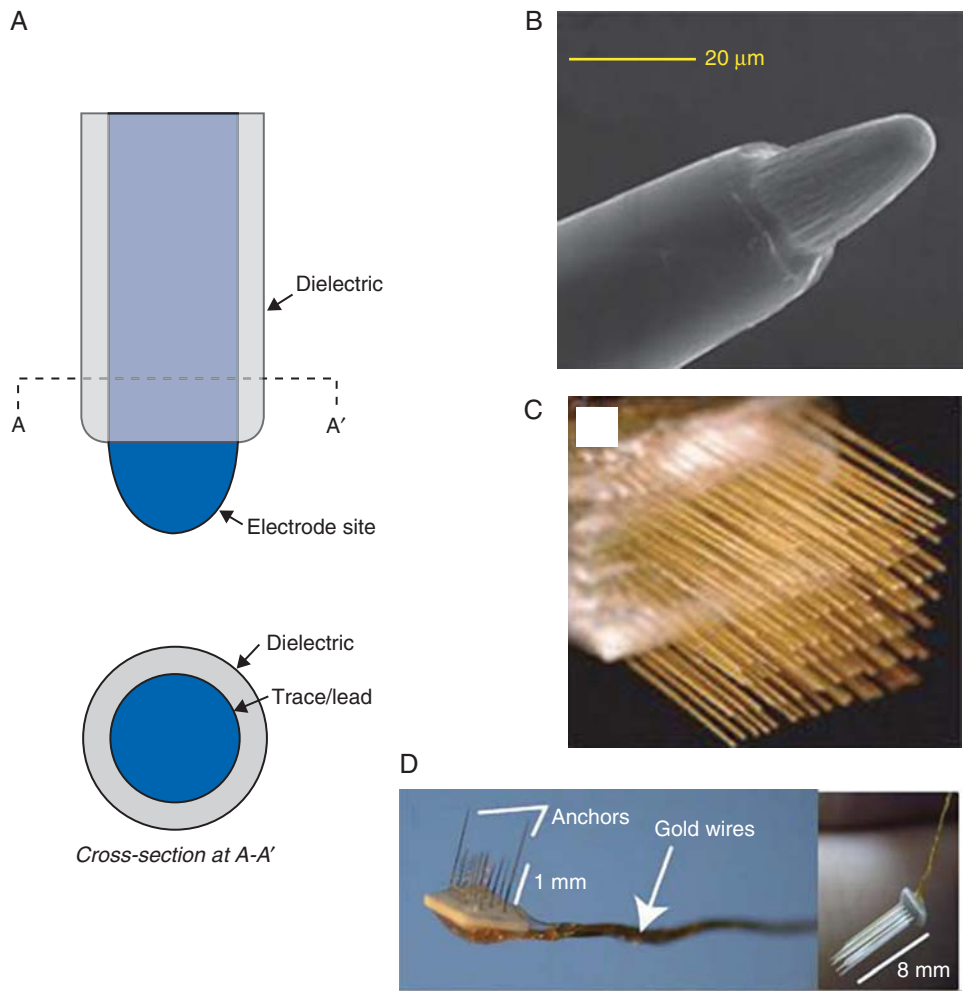 A
Dielectric
A
A′
Electrode site
Dielectric
Trace/lead
Cross-section at A-A′
B
20 μm
C
D
Anchors
Gold wires
1 mm
8 mm